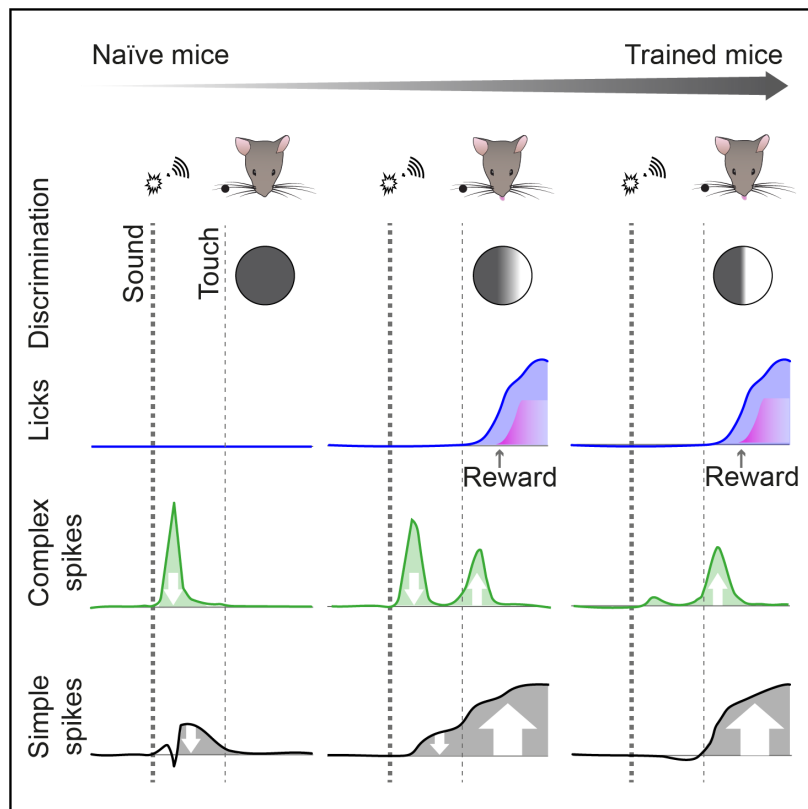 Naïve mice
Trained mice
Discrimination
Sound
Touch
Licks
Reward
Reward
Complex
spikes
Simple
spikes